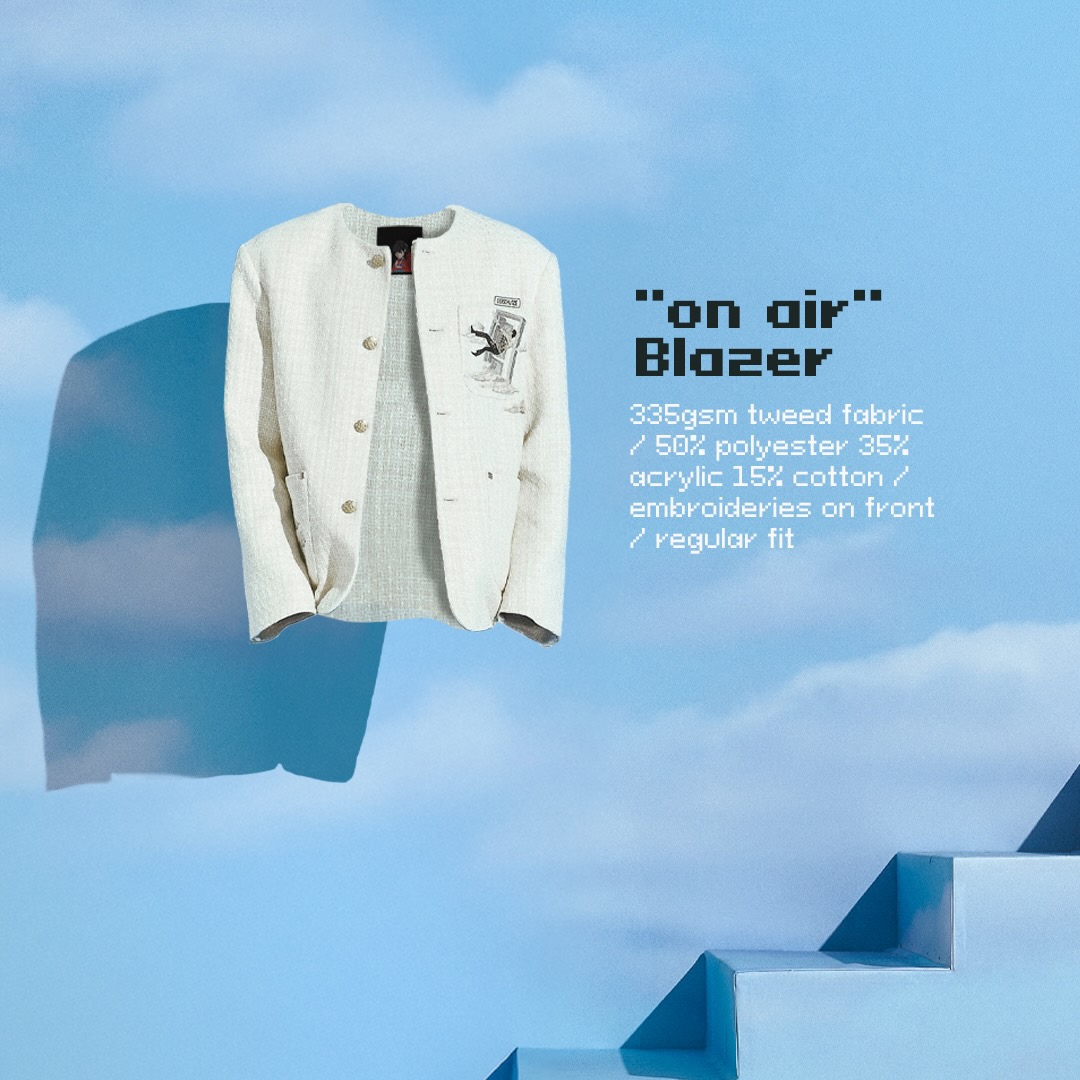 "on air"
Blazer
335gsm tweed fabric
/ 50% polyester 35%
acrylic 15% cotton /
embroideries on front
/ regular fit